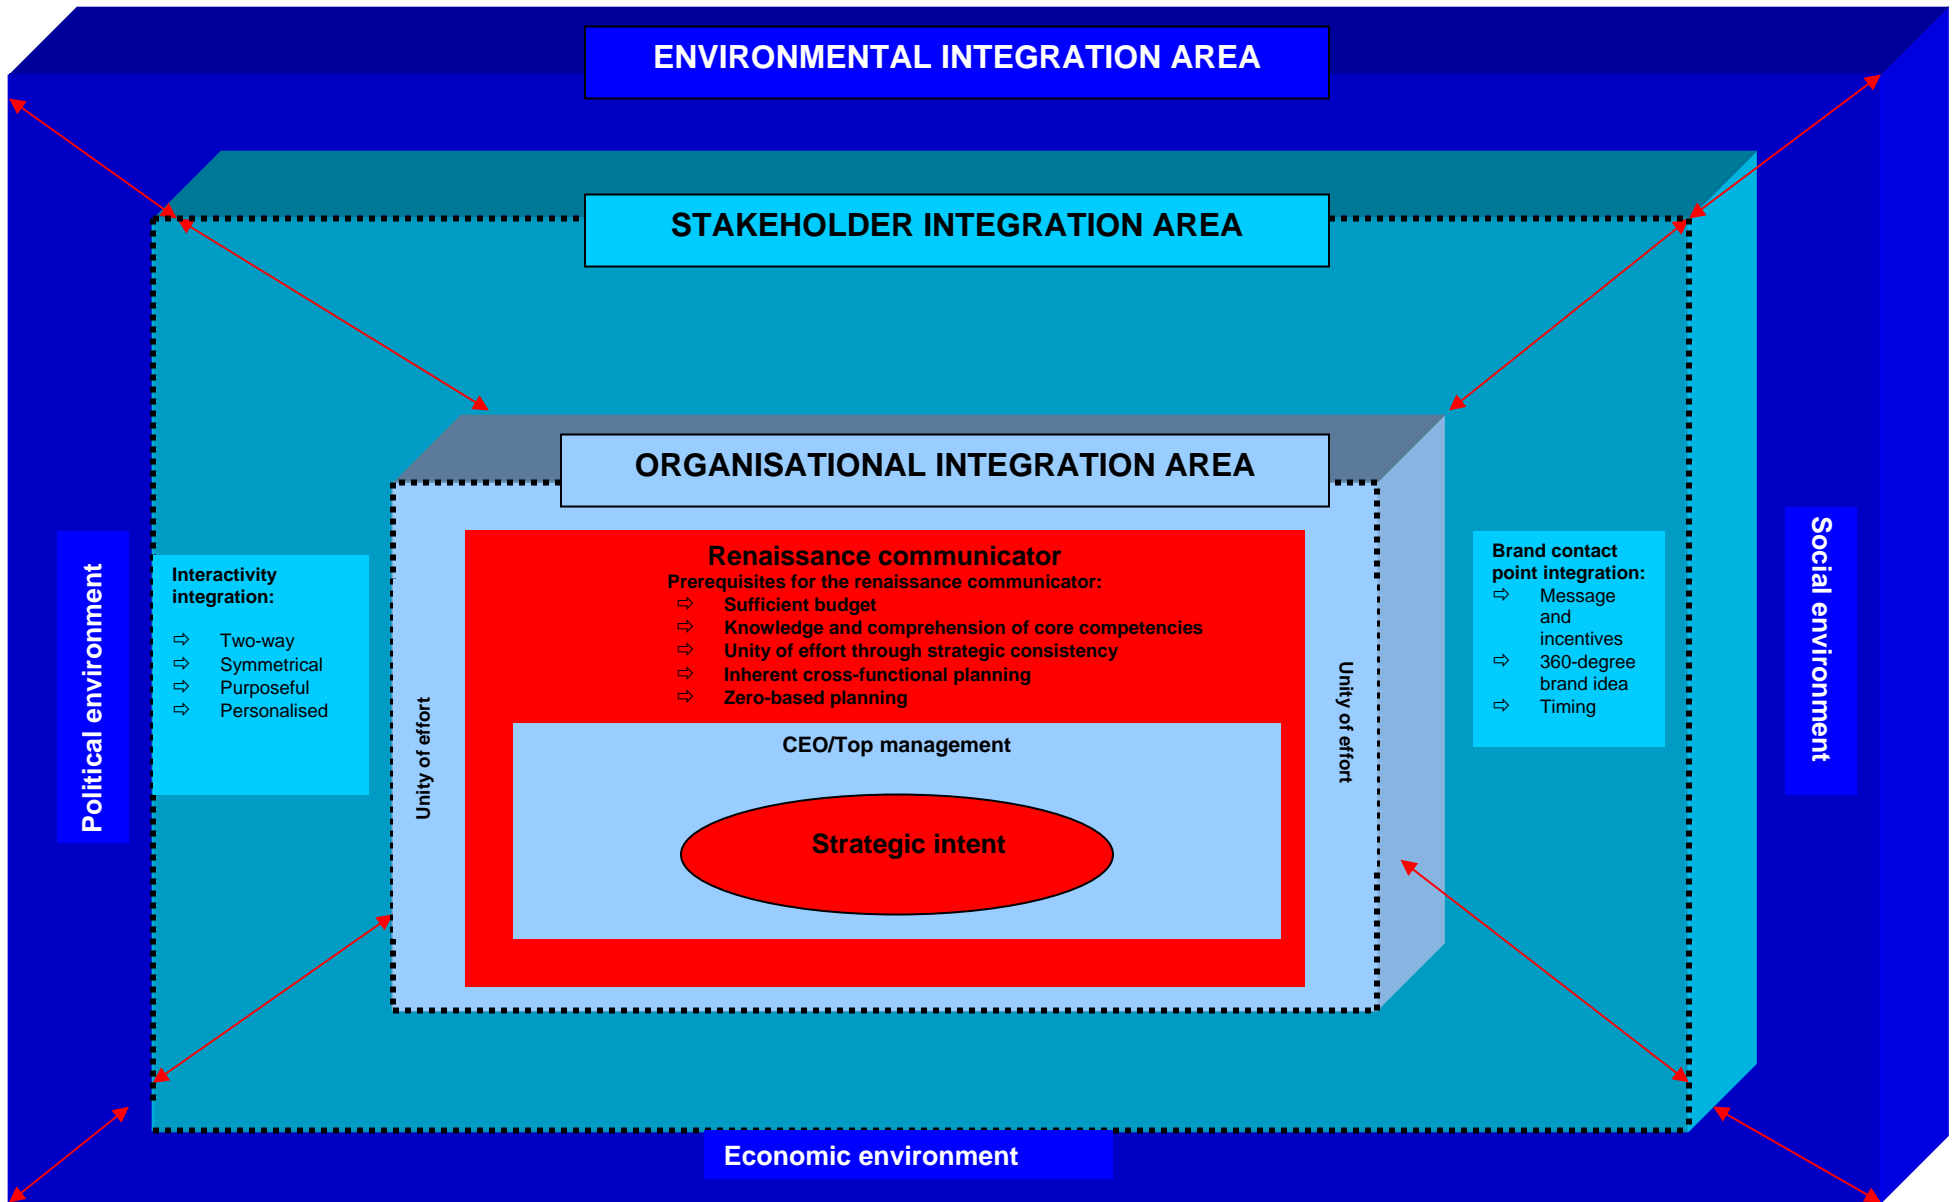 ENVIRONMENTAL INTEGRATION AREA
STAKEHOLDER INTEGRATION AREA
ORGANISATIONAL INTEGRATION AREA
Political environment
Interactivity
integration:
⇨ Two-way
⇨ Symmetrical
⇨ Purposeful
⇨ Personalised
Unity of effort
Renaissance communicator
Prerequisites for the renaissance communicator:
⇨ Sufficient budget
⇨ Knowledge and comprehension of core competencies
⇨ Unity of effort through strategic consistency
⇨ Inherent cross-functional planning
⇨ Zero-based planning
CEO/Top management
Strategic intent
Unity of effort
Brand contact
point integration:
⇨ Message
and
incentives
⇨ 360-degree
brand idea
⇨ Timing
Social environment
Economic environment